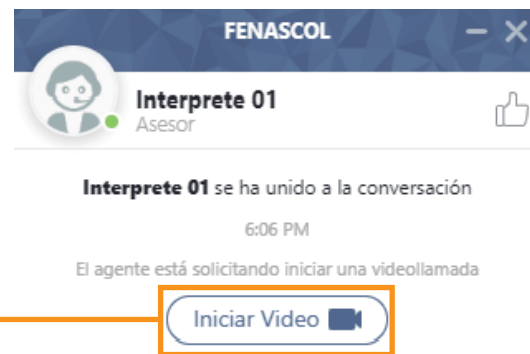 FENASCOL
Interprete 01
Asesor
Interprete 01 se ha unido a la conversación
6:06 PM
El agente está solicitando iniciar una videollamada
Iniciar Video